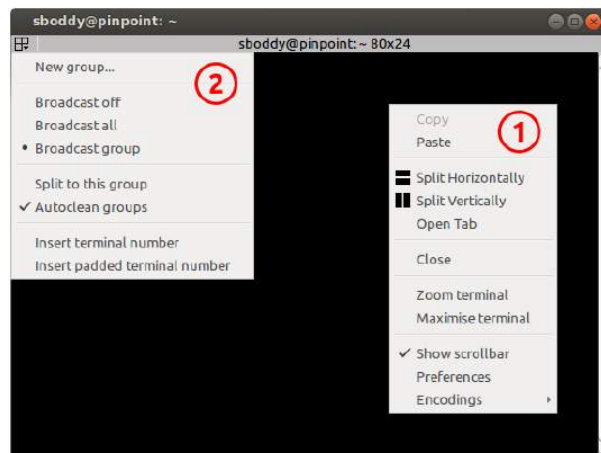 sboddy@pinpoint: ~
sboddy@pinpoint:~ 80x24
New group...
2
Broadcast off
Broadcast all
Broadcast group
Split to this group
Autoclean groups
Insert terminal number
Insert padded terminal number
Copy
1
Paste
Split Horizontally
Split Vertically
Open Tab
Close
Zoom terminal
Maximise terminal
Show scrollbar
Preferences
Encodings